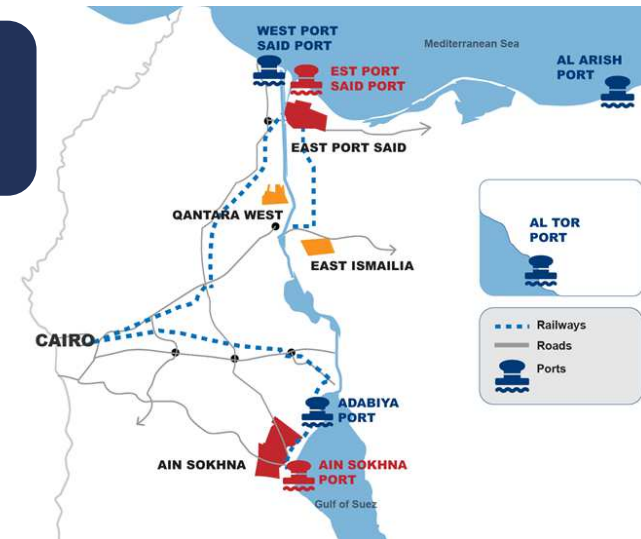 WEST PORT
SAID PORT
Mediterranean Sea
EST PORT
SAID PORT
AL ARISH
PORT
EAST PORT SAID
QANTARA WEST
EAST ISMAILIA
AL TOR
PORT
CAIRO
Railways
Roads
Ports
ADABIYA
PORT
AIN SOKHNA
AIN SOKHNA
PORT
Gulf of Suez